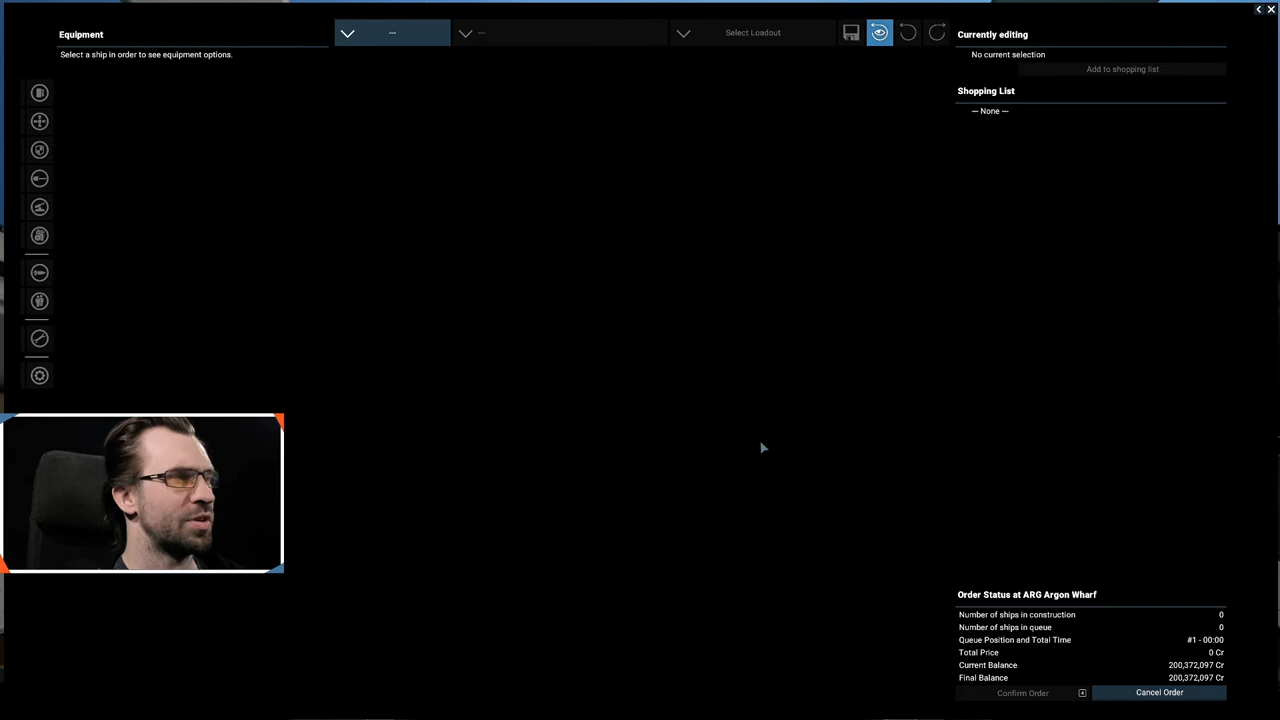 Equipment
Select a ship in order to see equipment options.
---
---
Select Loadout
Currently editing
No current selection
Add to shopping list
Shopping List
--- None ---
Order Status at ARG Argon Wharf
Number of ships in construction 0
Number of ships in queue 0
Queue Position and Total Time #1 - 00:00
Total Price 0 Cr
Current Balance 200,372,097 Cr
Final Balance 200,372,097 Cr
Confirm Order
Cancel Order